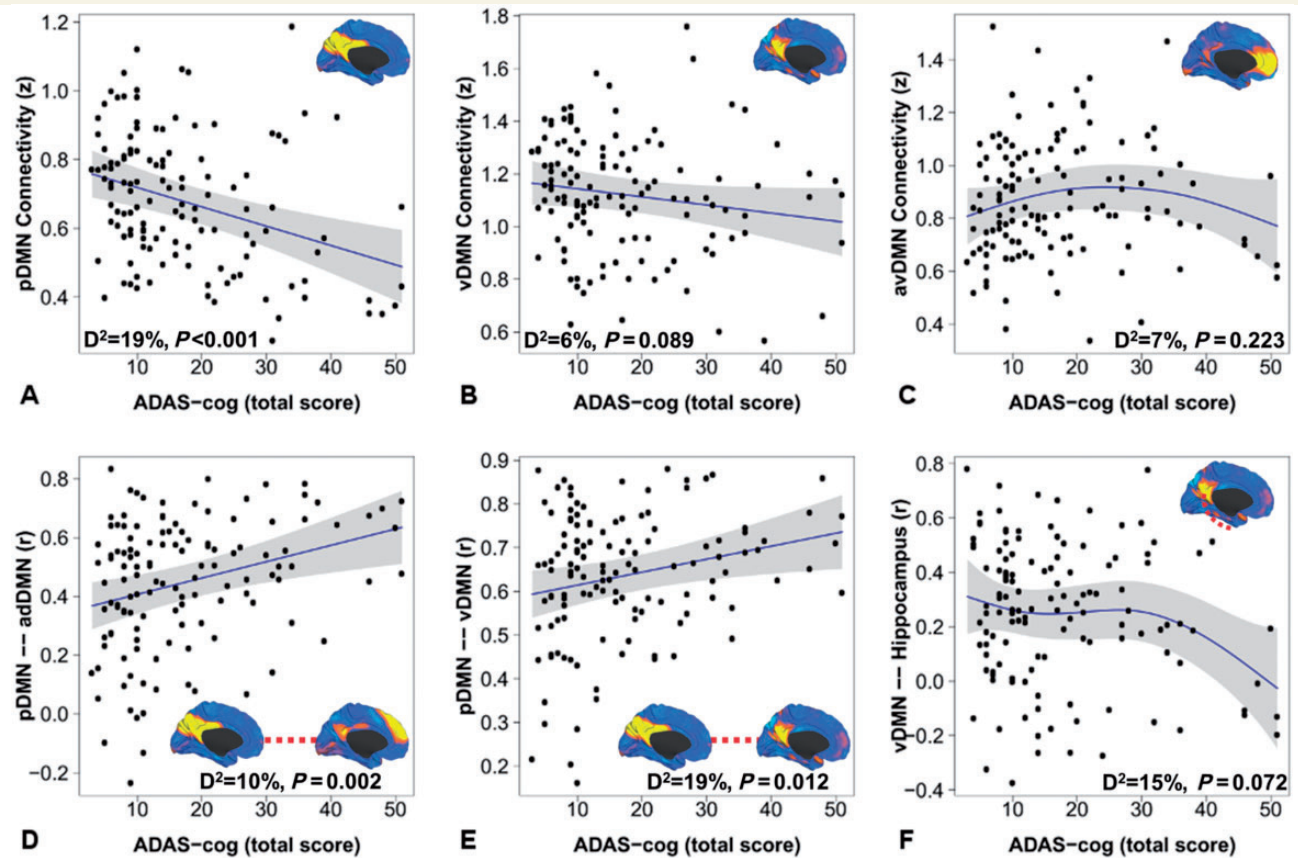 pDMN Connectivity (z)
1.2
1.0
0.8
0.6
0.4
D²=19%, P<0.001
10 20 30 40 50
A
ADAS−cog (total score)
vDMN Connectivity (z)
1.8
1.6
1.4
1.2
1.0
0.8
0.6
D²=6%, P=0.089
10 20 30 40 50
B
ADAS−cog (total score)
avDMN Connectivity (z)
1.4
1.2
1.0
0.8
0.6
0.4
D²=7%, P=0.223
10 20 30 40 50
C
ADAS−cog (total score)
pDMN −− adDMN (r)
0.8
0.6
0.4
0.2
0.0
−0.2
D²=10%, P=0.002
10 20 30 40 50
D
ADAS−cog (total score)
pDMN −− vDMN (r)
0.9
0.8
0.7
0.6
0.5
0.4
0.3
0.2
D²=19%, P=0.012
10 20 30 40 50
E
ADAS−cog (total score)
vDMN −− Hippocampus (r)
0.8
0.6
0.4
0.2
0.0
−0.2
−0.4
D²=15%, P=0.072
10 20 30 40 50
F
ADAS−cog (total score)